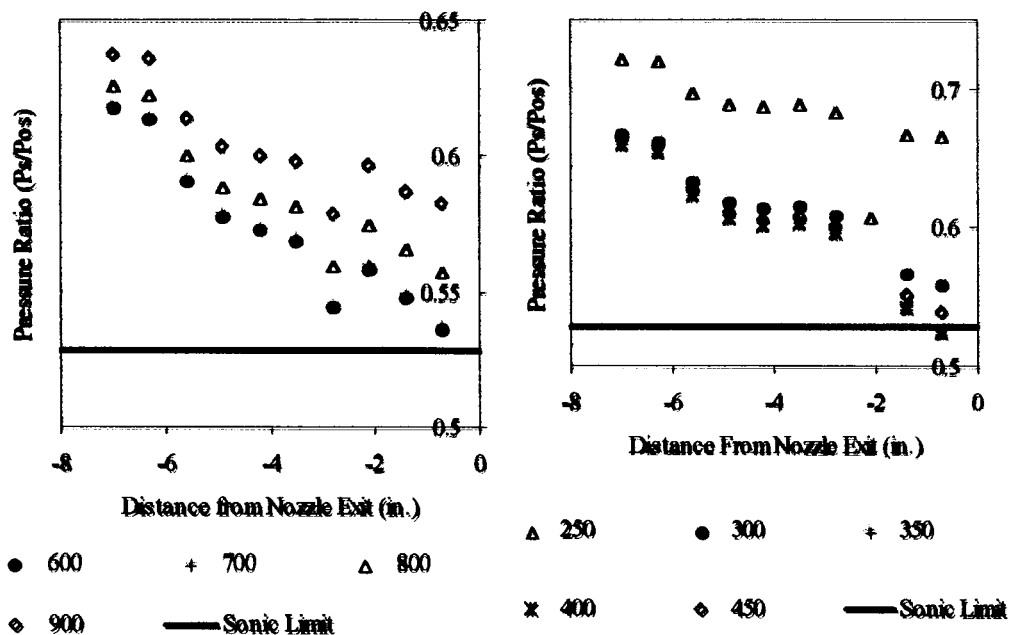 Pressure Ratio (Ps/Pos)
0.65
0.6
0.55
0.5
-8 -6 -4 -2 0
Distance from Nozzle Exit (in.)
600 700 800
900 Sonic Limit
Pressure Ratio (Ps/Pos)
0.7
0.6
0.5
-8 -6 -4 -2 0
Distance From Nozzle Exit (in.)
250 300 350
400 450 Sonic Limit